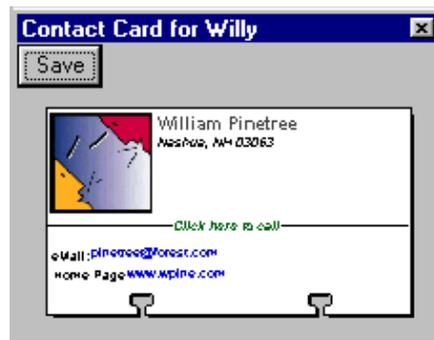 Contact Card for Willy
Save
William Pinetree
Nashua, NH 03063
Click here to call
eMail: pinetree@forest.com
Home Page www.wpine.com